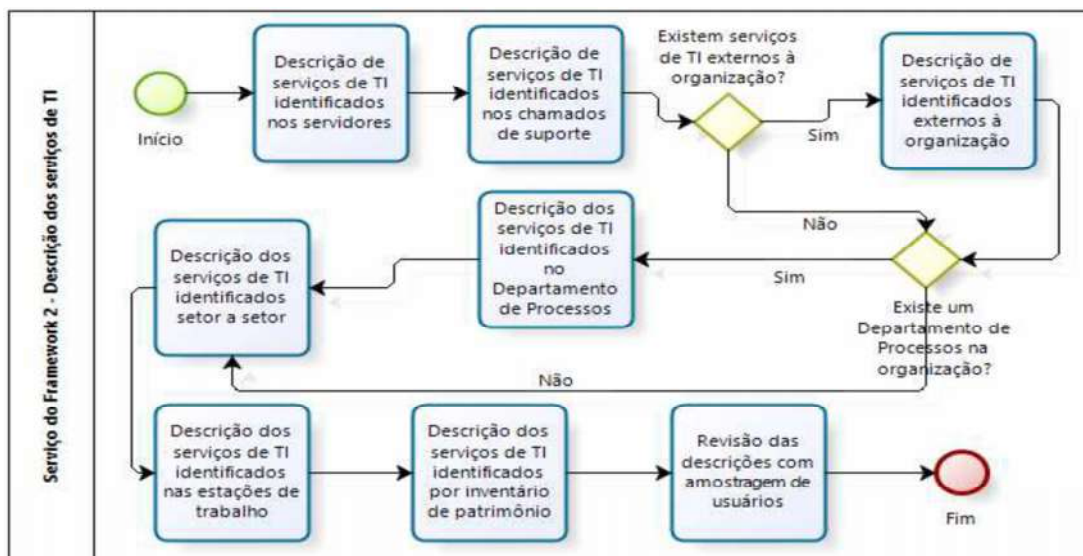 Serviço do Framework 2 - Descrição dos serviços de TI
Início
Descrição de
serviços de TI
identificados
nos servidores
Descrição de
serviços de TI
identificados
nos chamados
de suporte
Existem serviços
de TI externos à
organização?
Sim
Descrição de
serviços de TI
identificados
externos à
organização
Não
Existe um
Departamento de
Processos na
organização?
Sim
Descrição dos
serviços de TI
identificados
no
Departamento
de Processos
Não
Descrição dos
serviços de TI
identificados
setor a setor
Descrição dos
serviços de TI
identificados
nas estações de
trabalho
Descrição dos
serviços de TI
identificados
por inventário
de patrimônio
Revisão das
descrições com
amostragem de
usuários
Fim